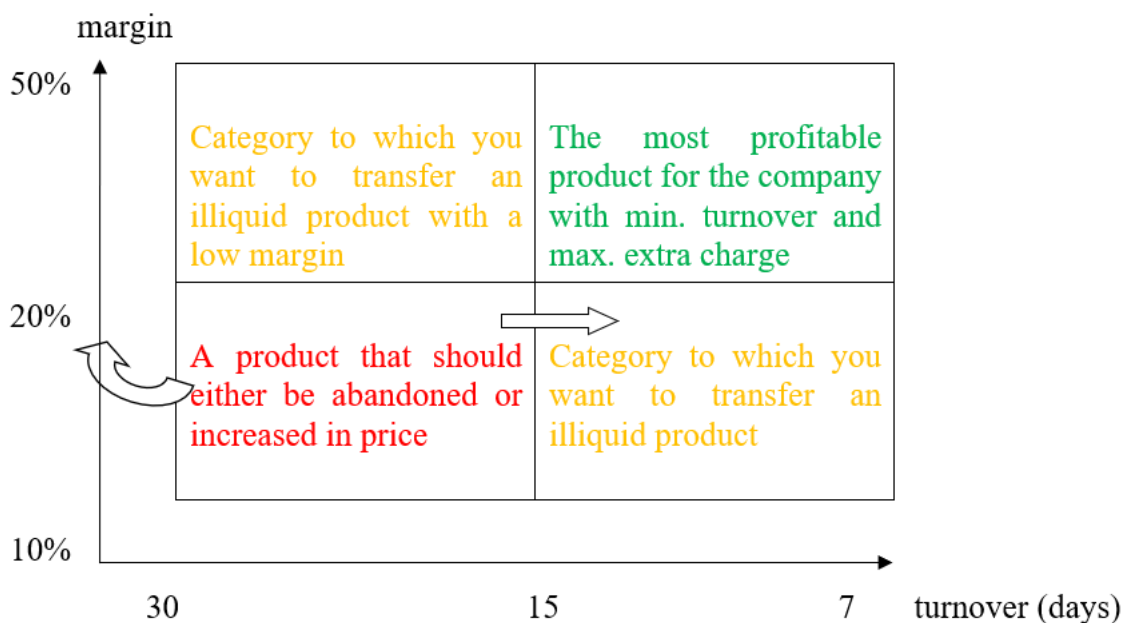 margin
50%
Category to which you
want to transfer an
illiquid product with a
low margin
The most profitable
product for the company
with min. turnover and
max. extra charge
20%
A product that should
either be abandoned or
increased in price
Category to which you
want to transfer an
illiquid product
10%
30
15
7
turnover (days)